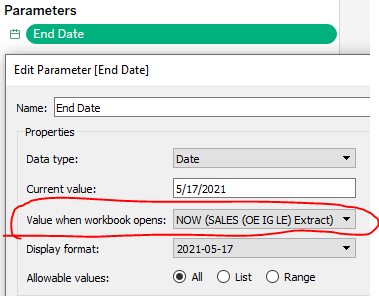 Parameters
End Date
Edit Parameter [End Date]
Name: End Date
Properties
Data type: Date
Current value: 5/17/2021
Value when workbook opens: NOW (SALES (OE IG LE) Extract)
Display format: 2021-05-17
Allowable values: All List Range